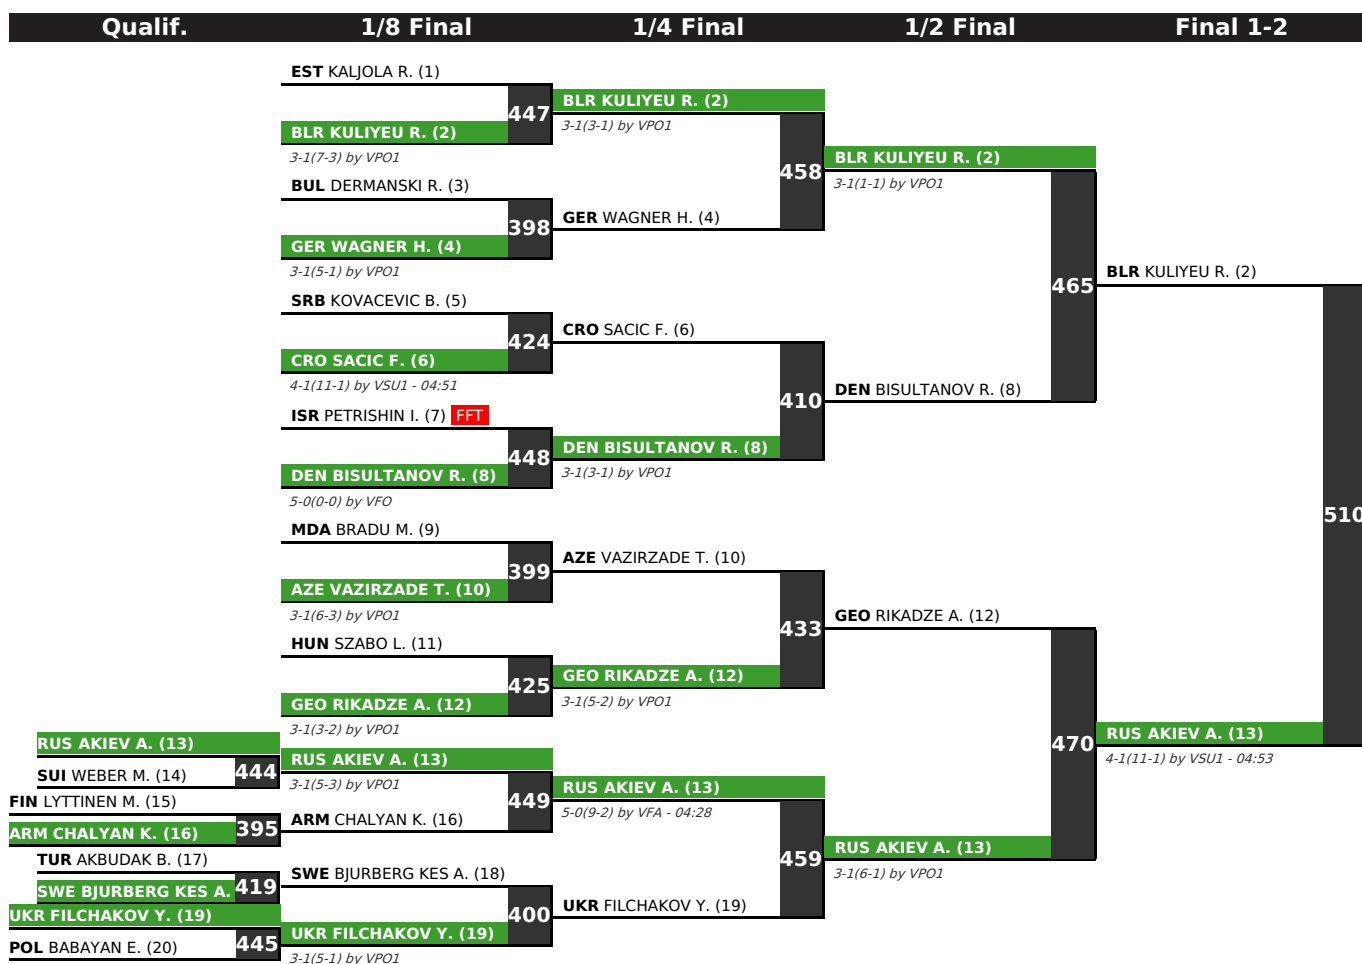 Qualif. 1/8 Final 1/4 Final 1/2 Final Final 1-2
EST KALJOLA R. (1)
447
BLR KULIYEU R. (2)
3-1(7-3) by VPO1
BUL DERMANSKI R. (3)
398
GER WAGNER H. (4)
3-1(5-1) by VPO1
SRB KOVACEVIC B. (5)
424
CRO SACIC F. (6)
4-1(11-1) by VSU1 - 04:51
ISR PETRISHIN I. (7) FFT
448
DEN BISULTANOV R. (8)
5-0(0-0) by VFO
MDA BRADU M. (9)
399
AZE VAZIRZADE T. (10)
3-1(6-3) by VPO1
HUN SZABO L. (11)
425
GEO RIKADZE A. (12)
3-1(3-2) by VPO1
RUS AKIEV A. (13)
444
SUI WEBER M. (14)
FIN LYTTINEN M. (15)
395
ARM CHALYAN K. (16)
TUR AKBUDAK B. (17)
419
SWE BJURBERG KES A.
UKR FILCHAKOV Y. (19)
445
POL BABAYAN E. (20)
RUS AKIEV A. (13)
3-1(5-3) by VPO1
449
ARM CHALYAN K. (16)
SWE BJURBERG KES A. (18)
400
UKR FILCHAKOV Y. (19)
3-1(5-1) by VPO1
BLR KULIYEU R. (2)
3-1(3-1) by VPO1
458
GER WAGNER H. (4)
CRO SACIC F. (6)
410
DEN BISULTANOV R. (8)
3-1(3-1) by VPO1
AZE VAZIRZADE T. (10)
433
GEO RIKADZE A. (12)
3-1(5-2) by VPO1
RUS AKIEV A. (13)
5-0(9-2) by VFA - 04:28
459
UKR FILCHAKOV Y. (19)
BLR KULIYEU R. (2)
3-1(1-1) by VPO1
465
DEN BISULTANOV R. (8)
GEO RIKADZE A. (12)
470
RUS AKIEV A. (13)
3-1(6-1) by VPO1
BLR KULIYEU R. (2)
510
RUS AKIEV A. (13)
4-1(11-1) by VSU1 - 04:53